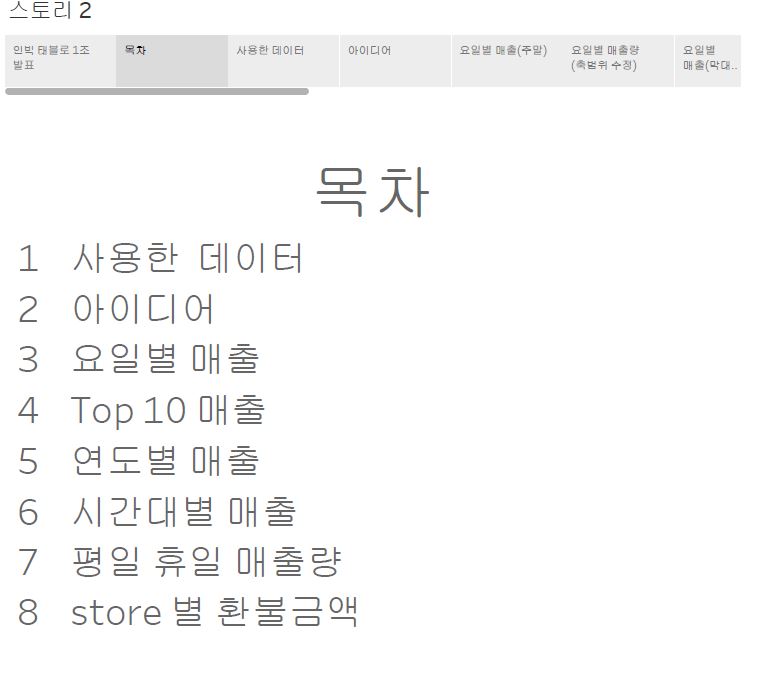 스토리 2
인빅 태블로 1조
발표
목차
사용한 데이터
아이디어
요일별 매출(주말)
요일별 매출량
(축범위 수정)
요일별
매출(막대..
목차
1 사용한 데이터
2 아이디어
3 요일별 매출
4 Top 10 매출
5 연도별 매출
6 시간대별 매출
7 평일 휴일 매출량
8 store 별 환불금액